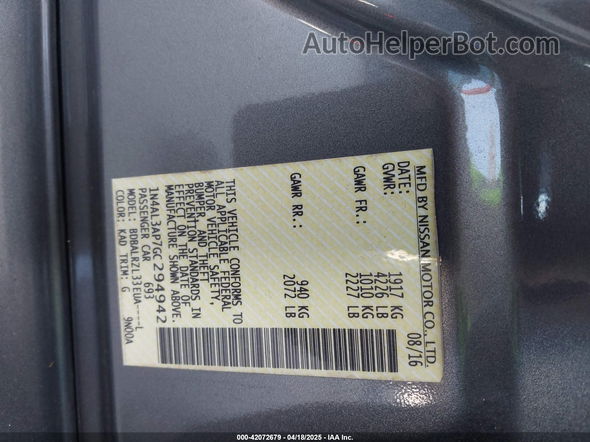 AutoHelperBot.com
MFD BY NISSAN MOTOR CO., LTD.
DATE: 08/16
GVWR: 1917 KG
4226 LB
GAWR FR.: 1010 KG
2227 LB
GAWR RR.: 940 KG
2072 LB
THIS VEHICLE CONFORMS TO
ALL APPLICABLE FEDERAL
MOTOR VEHICLE SAFETY,
BUMPER, AND THEFT
PREVENTION STANDARDS IN
EFFECT ON THE DATE OF
MANUFACTURE SHOWN ABOVE.
1N4AL3AP7GC294942
PASSENGER CAR 693
MODEL: BDBALRZL33EUA----L
COLOR: KAD TRIM: G 9N00A
000-42072679 - 04/18/2025 - IAA Inc.